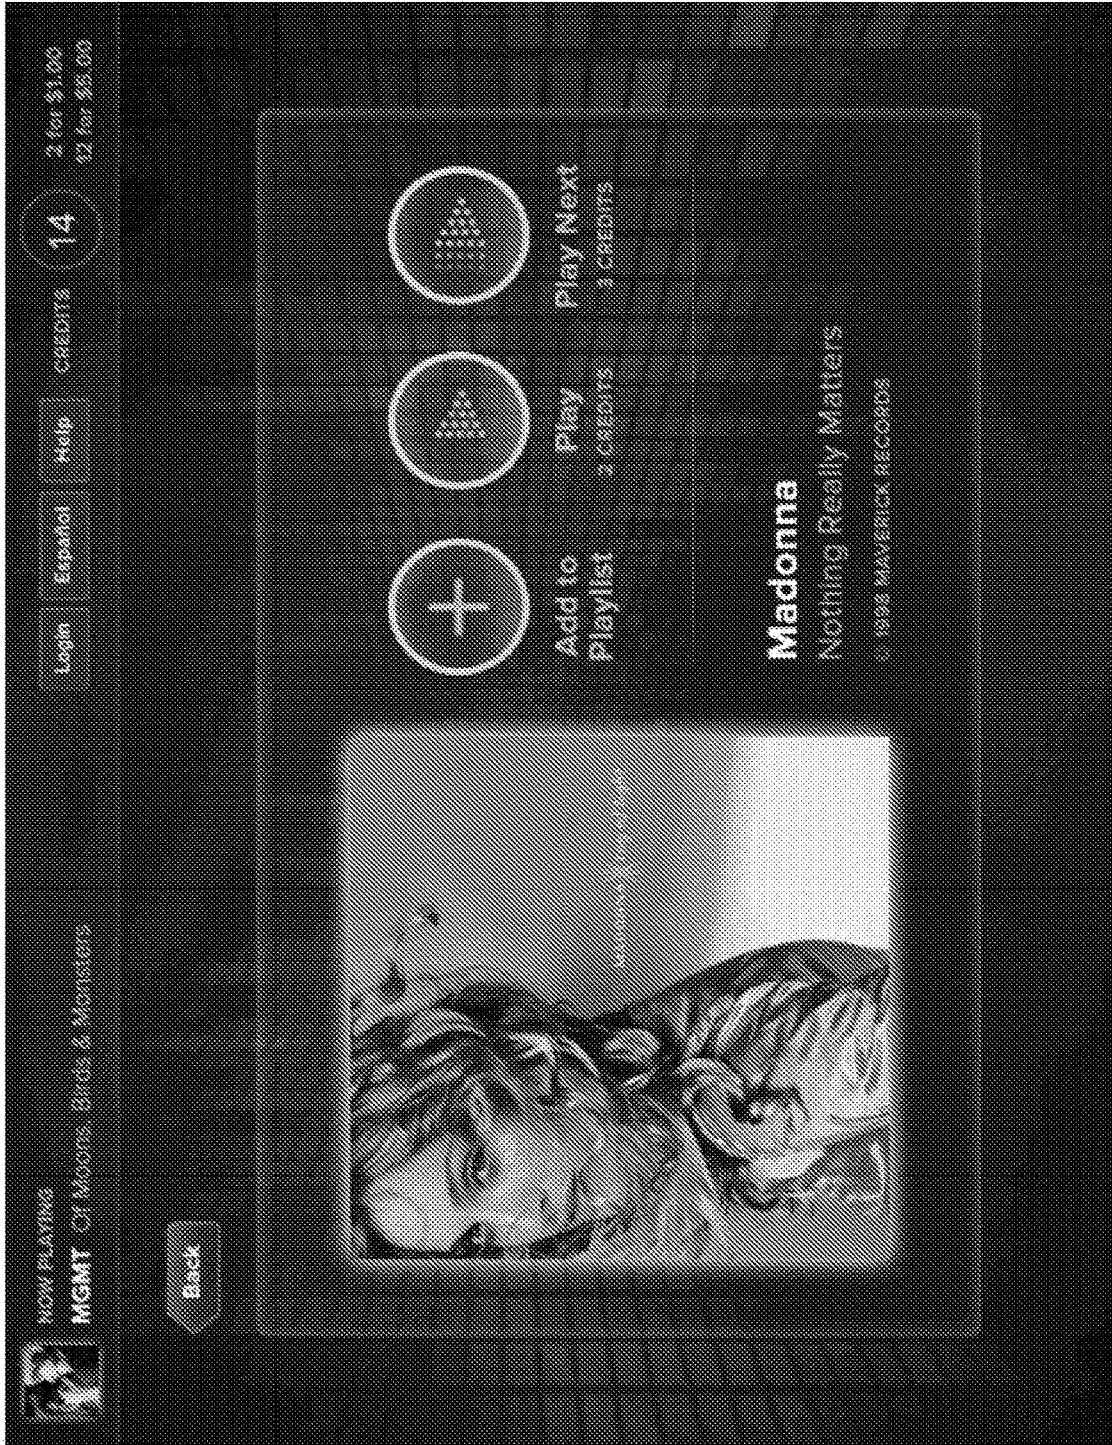 NOW PLAYING
MGMT Of Moons, Birds & Monsters
Login
Español
Help
CREDITS
14
2 for $1.00
12 for $5.00
Back
Add to
Playlist
Play
2 CREDITS
Play Next
3 CREDITS
Madonna
Nothing Really Matters
© 1998 MAVERICK RECORDS